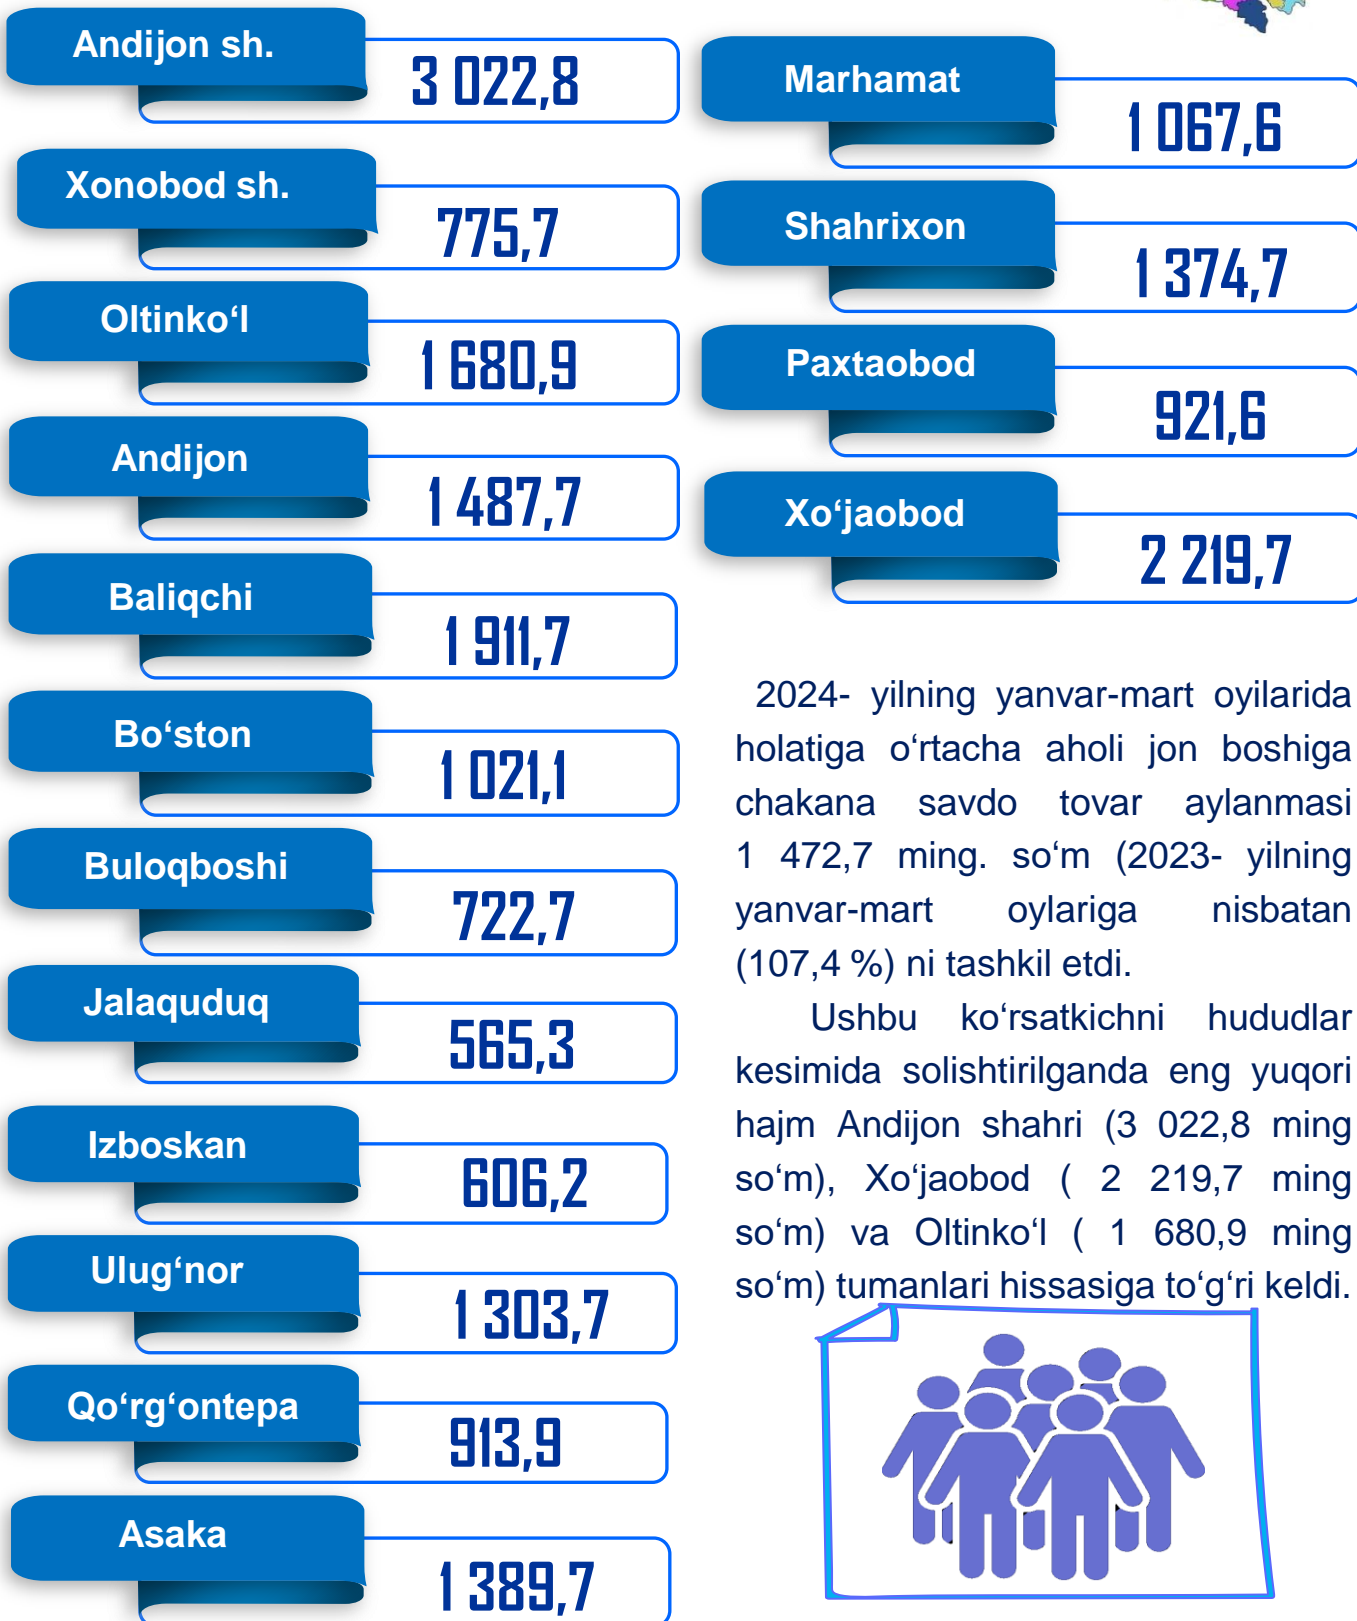 Andijon sh.
3 022,8
Xonobod sh.
775,7
Oltinko‘l
1 680,9
Andijon
1 487,7
Baliqchi
1 911,7
Bo‘ston
1 021,1
Buloqboshi
722,7
Jalaquduq
565,3
Izboskan
606,2
Ulug‘nor
1 303,7
Qo‘rg‘ontepa
913,9
Asaka
1 389,7
Marhamat
1 067,6
Shahrixon
1 374,7
Paxtaobod
921,6
Xo‘jaobod
2 219,7
2024- yilning yanvar-mart oyilarida
holatiga o‘rtacha aholi jon boshiga
chakana savdo tovar aylanmasi
1 472,7 ming. so‘m (2023- yilning
yanvar-mart oylariga nisbatan
(107,4 %) ni tashkil etdi.
Ushbu ko‘rsatkichni hududlar
kesimida solishtirilganda eng yuqori
hajm Andijon shahri (3 022,8 ming
so‘m), Xo‘jaobod ( 2 219,7 ming
so‘m) va Oltinko‘l ( 1 680,9 ming
so‘m) tumanlari hissasiga to‘g‘ri keldi.